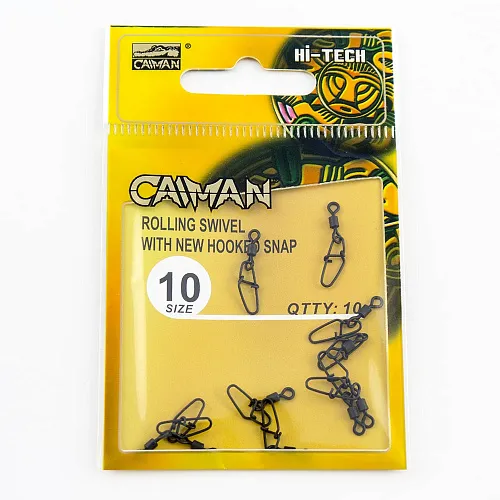 CAIMAN ®
Hi-TECH
CAIMAN
ROLLING SWIVEL
WITH NEW HOOKED SNAP
10
SIZE
QTTY: 10